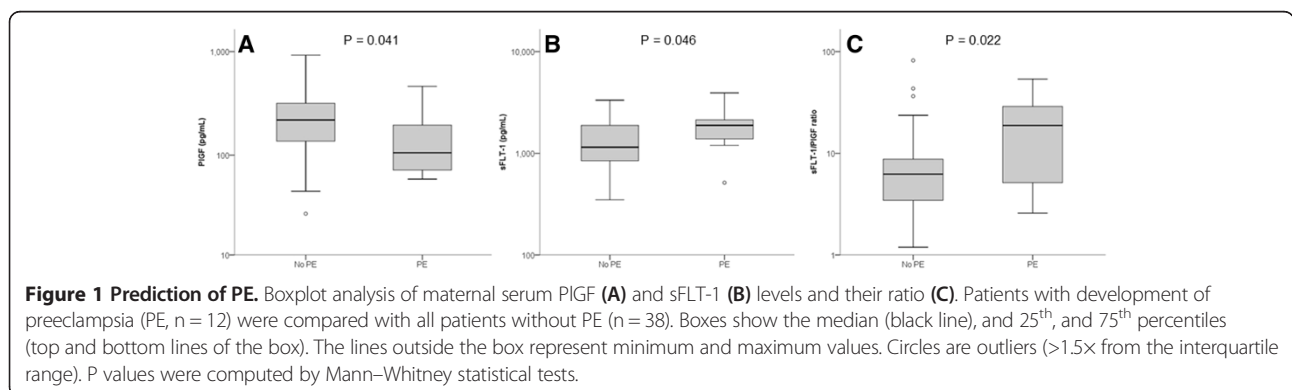 A
P = 0.041
1,000
PlGF (pg/mL)
100
10
No PE
PE
B
P = 0.046
10,000
sFLT-1 (pg/mL)
1,000
100
No PE
PE
C
P = 0.022
100
sFLT-1/PlGF ratio
10
1
No PE
PE
Figure 1 Prediction of PE. Boxplot analysis of maternal serum PlGF (A) and sFLT-1 (B) levels and their ratio (C). Patients with development of
preeclampsia (PE, n = 12) were compared with all patients without PE (n = 38). Boxes show the median (black line), and 25th, and 75th percentiles
(top and bottom lines of the box). The lines outside the box represent minimum and maximum values. Circles are outliers (>1.5× from the interquartile
range). P values were computed by Mann–Whitney statistical tests.